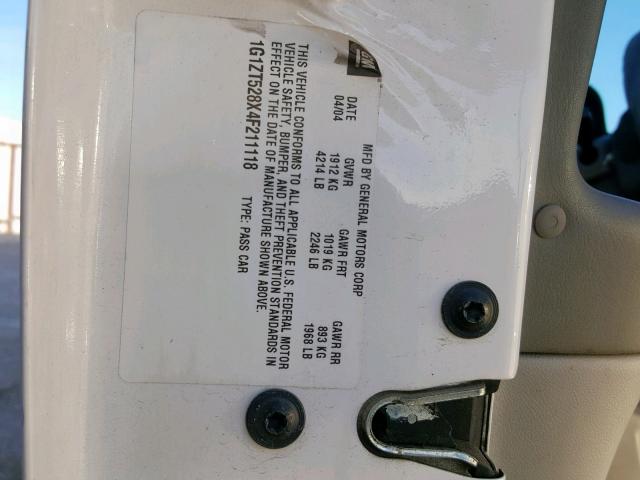 GM
MFD BY GENERAL MOTORS CORP
DATE GVWR GAWR FRT GAWR RR
04/04 1912 KG 1019 KG 893 KG
4214 LB 2246 LB 1968 LB
THIS VEHICLE CONFORMS TO ALL APPLICABLE U.S. FEDERAL MOTOR
VEHICLE SAFETY, BUMPER, AND THEFT PREVENTION STANDARDS IN
EFFECT ON THE DATE OF MANUFACTURE SHOWN ABOVE.
1G1ZT528X4F211118 TYPE: PASS CAR